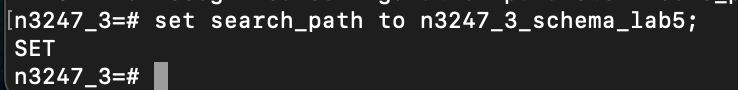 [n3247_3=# set search_path to n3247_3_schema_lab5;
SET
n3247_3=#